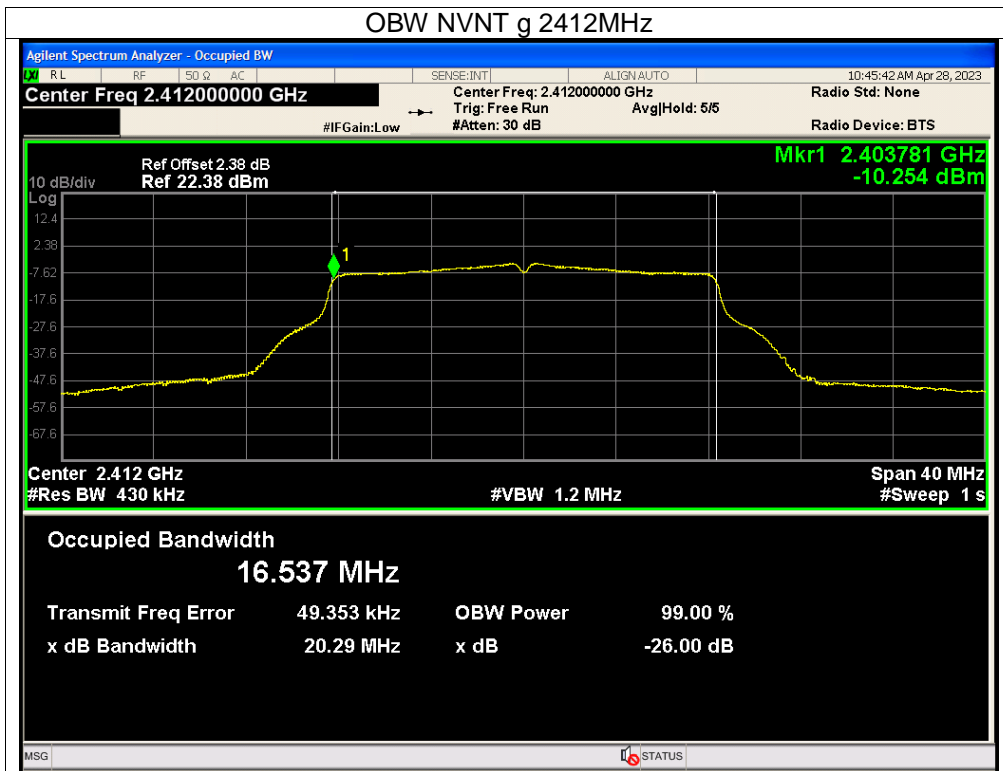 OBW NVNT g 2412MHz
Agilent Spectrum Analyzer - Occupied BW
LXI RL RF 50 Ω AC SENSE:INT ALIGN AUTO 10:45:42 AM Apr 28, 2023
Center Freq 2.412000000 GHz Center Freq: 2.412000000 GHz Radio Std: None
Trig: Free Run Avg|Hold: 5/5
#IFGain:Low #Atten: 30 dB Radio Device: BTS
Mkr1 2.403781 GHz
-10.254 dBm
Ref Offset 2.38 dB
10 dB/div Ref 22.38 dBm
Log
12.4
2.38
1
-7.62
-17.6
-27.6
-37.6
-47.6
-57.6
-67.6
Center 2.412 GHz Span 40 MHz
#Res BW 430 kHz #VBW 1.2 MHz #Sweep 1 s
Occupied Bandwidth
16.537 MHz
Transmit Freq Error 49.353 kHz OBW Power 99.00 %
x dB Bandwidth 20.29 MHz x dB -26.00 dB
MSG STATUS